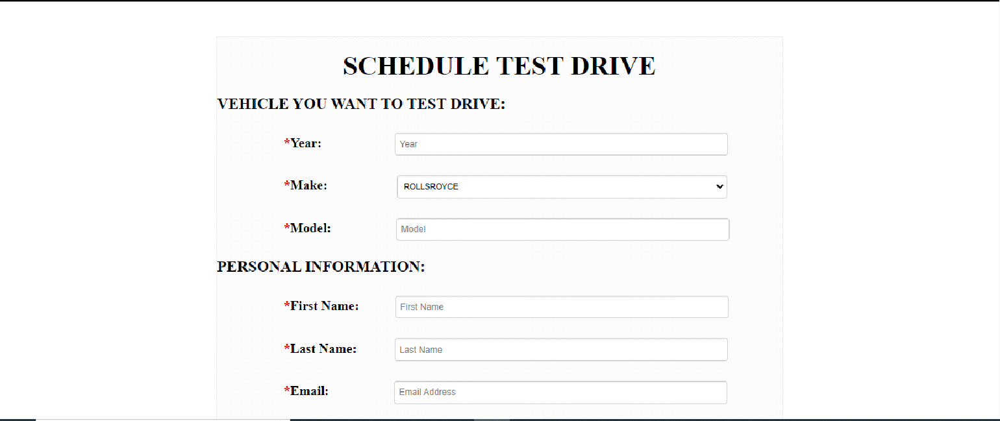 SCHEDULE TEST DRIVE
VEHICLE YOU WANT TO TEST DRIVE:
*Year: Year
*Make: ROLLSROYCE
*Model: Model
PERSONAL INFORMATION:
*First Name: First Name
*Last Name: Last Name
*Email: Email Address